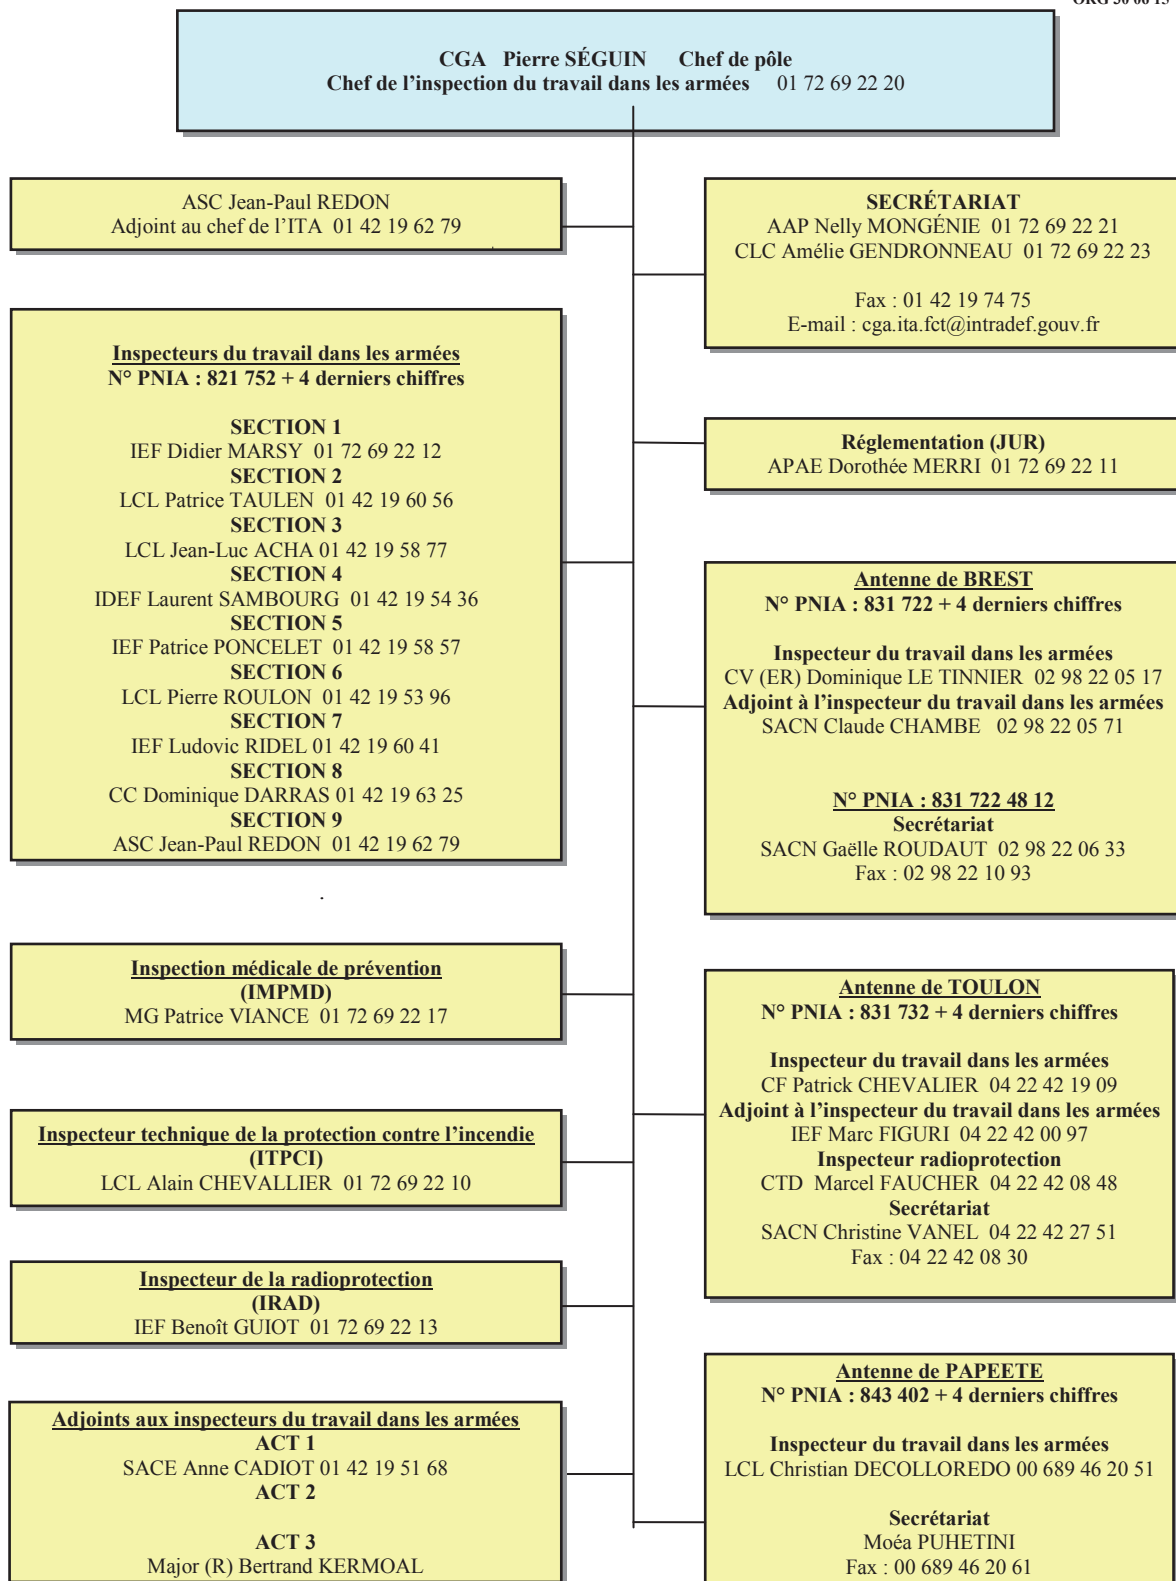 ORG 30 06 15
CGA Pierre SÉGUIN Chef de pôle
Chef de l'inspection du travail dans les armées 01 72 69 22 20
ASC Jean-Paul REDON
Adjoint au chef de l'ITA 01 42 19 62 79
SECRÉTARIAT
AAP Nelly MONGÉNIE 01 72 69 22 21
CLC Amélie GENDRONNEAU 01 72 69 22 23
Fax : 01 42 19 74 75
E-mail : cga.ita.fct@intradef.gouv.fr
Inspecteurs du travail dans les armées
N° PNIA : 821 752 + 4 derniers chiffres
SECTION 1
IEF Didier MARSY 01 72 69 22 12
SECTION 2
LCL Patrice TAULEN 01 42 19 60 56
SECTION 3
LCL Jean-Luc ACHA 01 42 19 58 77
SECTION 4
IDEF Laurent SAMBOURG 01 42 19 54 36
SECTION 5
IEF Patrice PONCELET 01 42 19 58 57
SECTION 6
LCL Pierre ROULON 01 42 19 53 96
SECTION 7
IEF Ludovic RIDEL 01 42 19 60 41
SECTION 8
CC Dominique DARRAS 01 42 19 63 25
SECTION 9
ASC Jean-Paul REDON 01 42 19 62 79
Réglementation (JUR)
APAE Dorothée MERRI 01 72 69 22 11
Antenne de BREST
N° PNIA : 831 722 + 4 derniers chiffres
Inspecteur du travail dans les armées
CV (ER) Dominique LE TINNIER 02 98 22 05 17
Adjoint à l'inspecteur du travail dans les armées
SACN Claude CHAMBE 02 98 22 05 71
N° PNIA : 831 722 48 12
Secrétariat
SACN Gaëlle ROUDAUT 02 98 22 06 33
Fax : 02 98 22 10 93
Inspection médicale de prévention
(IMPMD)
MG Patrice VIANCE 01 72 69 22 17
Antenne de TOULON
N° PNIA : 831 732 + 4 derniers chiffres
Inspecteur du travail dans les armées
CF Patrick CHEVALIER 04 22 42 19 09
Adjoint à l'inspecteur du travail dans les armées
IEF Marc FIGURI 04 22 42 00 97
Inspecteur radioprotection
CTD Marcel FAUCHER 04 22 42 08 48
Secrétariat
SACN Christine VANEL 04 22 42 27 51
Fax : 04 22 42 08 30
Inspecteur technique de la protection contre l'incendie
(ITPCI)
LCL Alain CHEVALLIER 01 72 69 22 10
Inspecteur de la radioprotection
(IRAD)
IEF Benoît GUIOT 01 72 69 22 13
Adjoints aux inspecteurs du travail dans les armées
ACT 1
SACE Anne CADIOT 01 42 19 51 68
ACT 2
ACT 3
Major (R) Bertrand KERMOAL
Antenne de PAPEETE
N° PNIA : 843 402 + 4 derniers chiffres
Inspecteur du travail dans les armées
LCL Christian DECOLLOREDO 00 689 46 20 51
Secrétariat
Moéa PUHETINI
Fax : 00 689 46 20 61